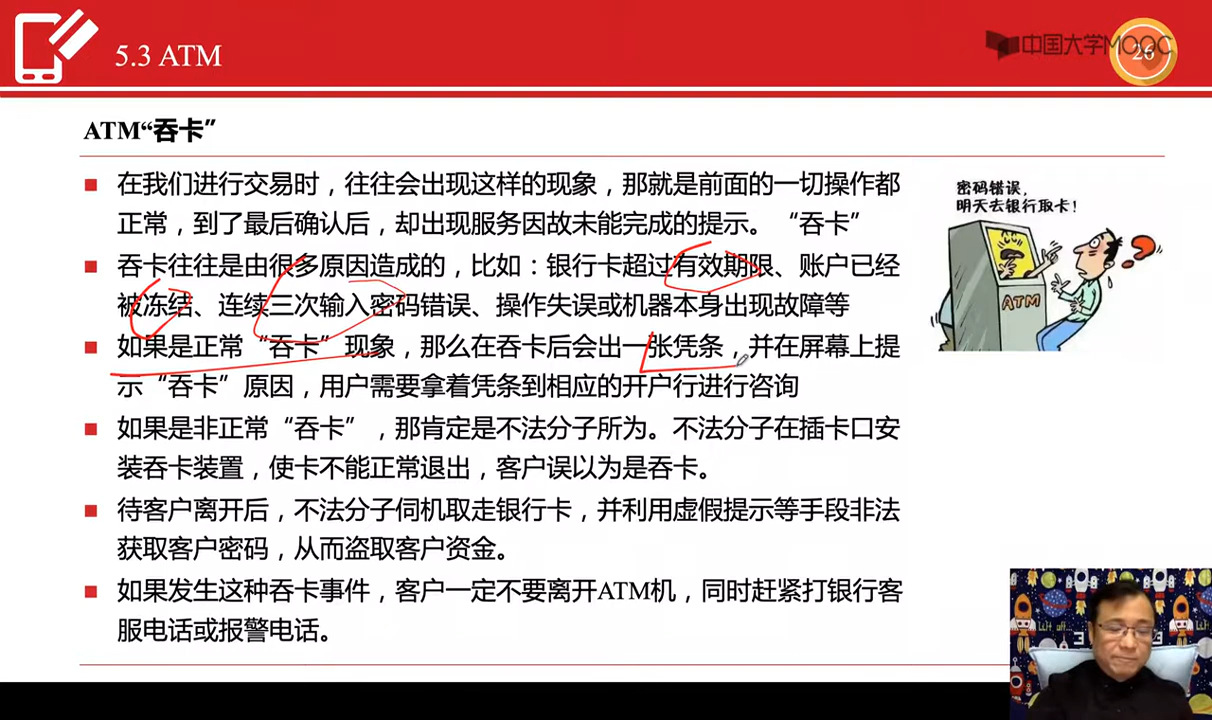 5.3 ATM
中国大学MOOC
26
ATM“吞卡”
在我们进行交易时，往往会出现这样的现象，那就是前面的一切操作都
正常，到了最后确认后，却出现服务因故未能完成的提示。 “吞卡”
吞卡往往是由很多原因造成的，比如：银行卡超过有效期限、账户已经
被冻结、连续三次输入密码错误、操作失误或机器本身出现故障等
如果是正常“吞卡”现象，那么在吞卡后会出一张凭条，并在屏幕上提
示“吞卡”原因，用户需要拿着凭条到相应的开户行进行咨询
如果是非正常“吞卡”，那肯定是不法分子所为。不法分子在插卡口安
装吞卡装置，使卡不能正常退出，客户误以为是吞卡。
待客户离开后，不法分子伺机取走银行卡，并利用虚假提示等手段非法
获取客户密码，从而盗取客户资金。
如果发生这种吞卡事件，客户一定不要离开ATM机，同时赶紧打银行客
服电话或报警电话。
密码错误，
明天去银行取卡！
ATM